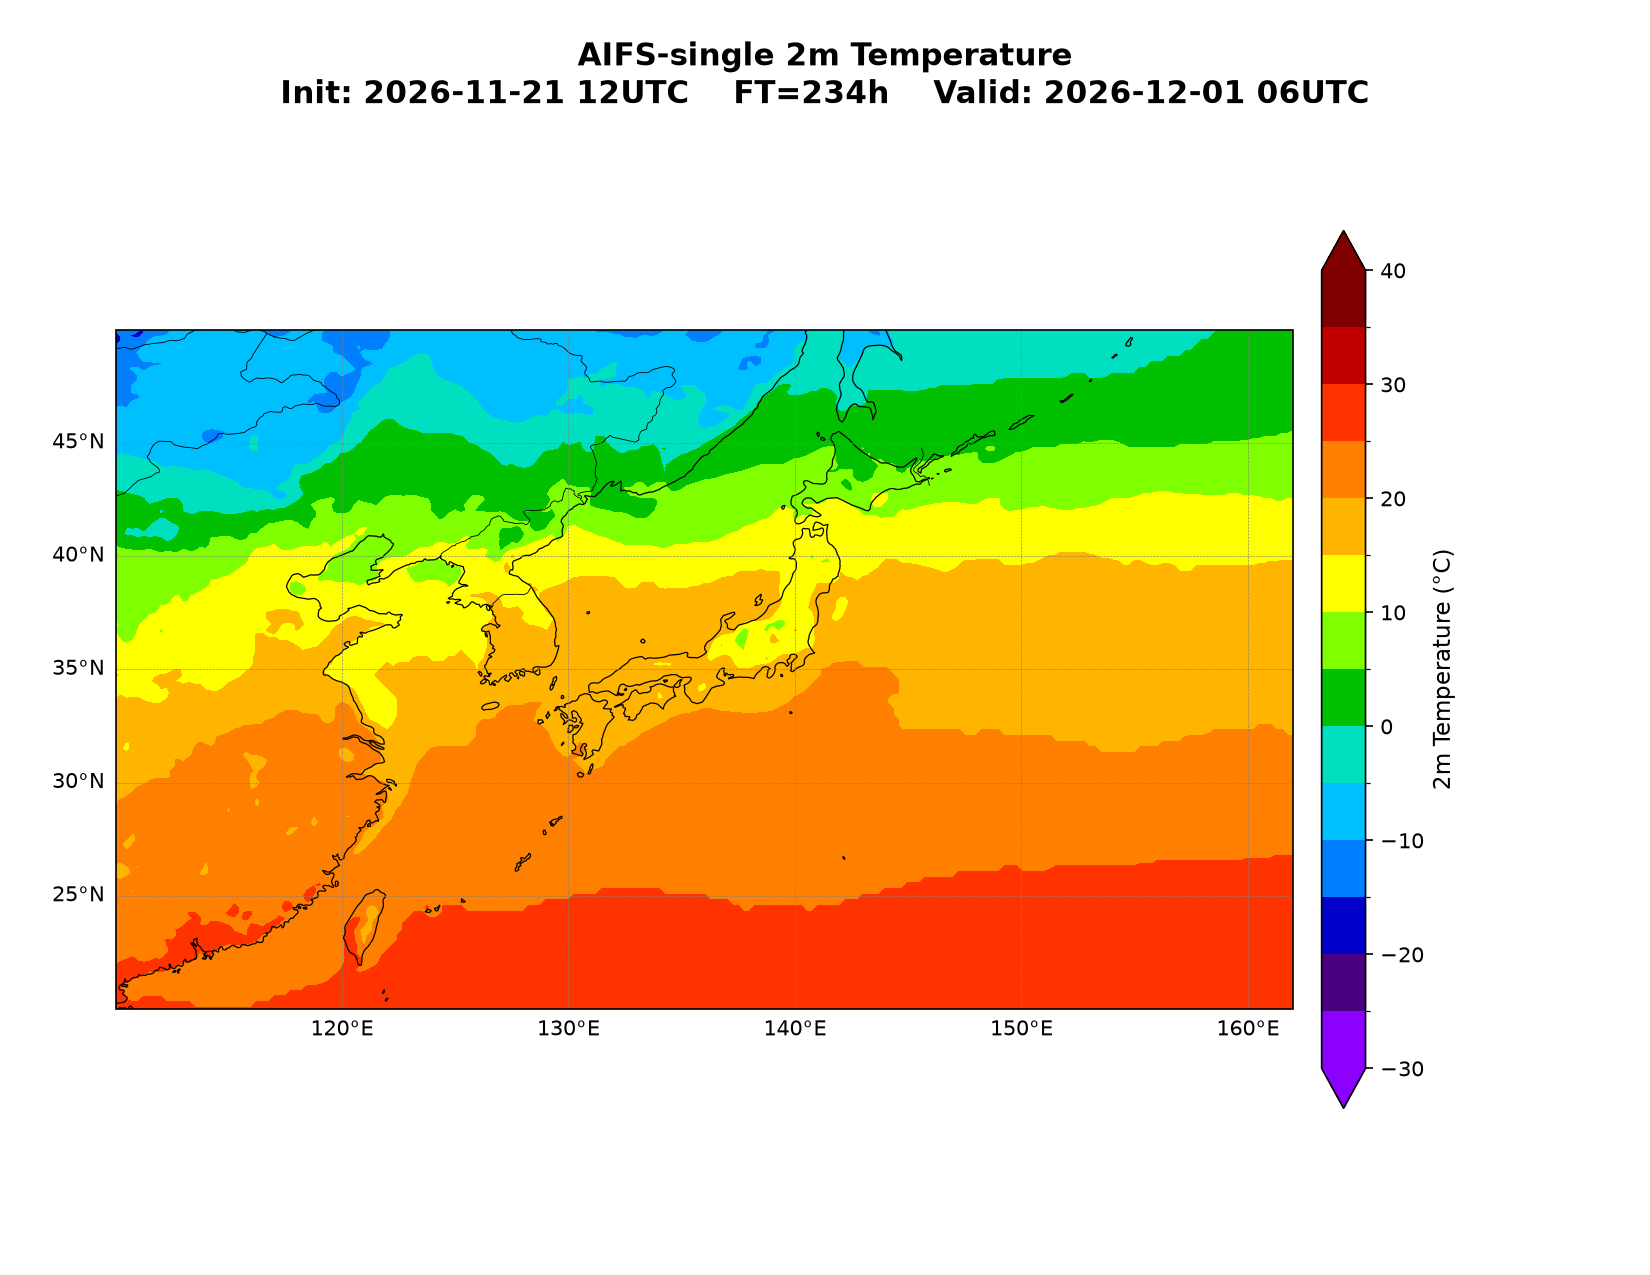 AIFS-single 2m Temperature
Init: 2026-11-21 12UTC    FT=234h    Valid: 2026-12-01 06UTC
45°N
40°N
35°N
30°N
25°N
120°E
130°E
140°E
150°E
160°E
40
30
20
10
0
−10
−20
−30
2m Temperature (°C)